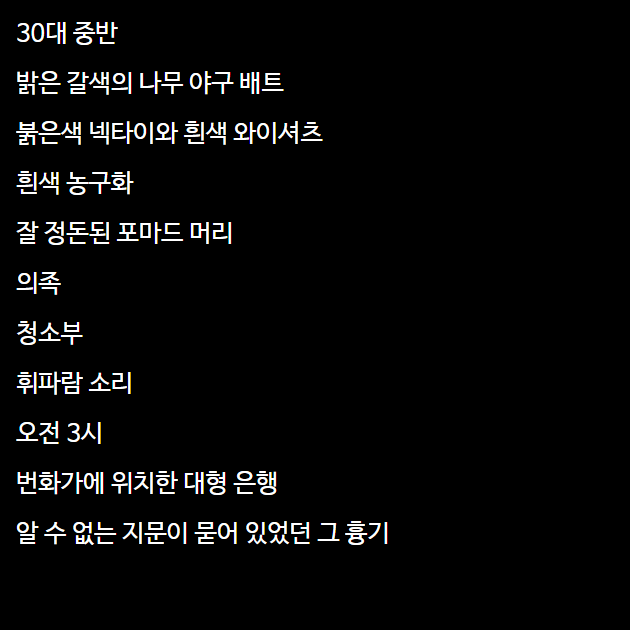 30대 중반
밝은 갈색의 나무 야구 배트
붉은색 넥타이와 흰색 와이셔츠
흰색 농구화
잘 정돈된 포마드 머리
의족
청소부
휘파람 소리
오전 3시
번화가에 위치한 대형 은행
알 수 없는 지문이 묻어 있었던 그 흉기